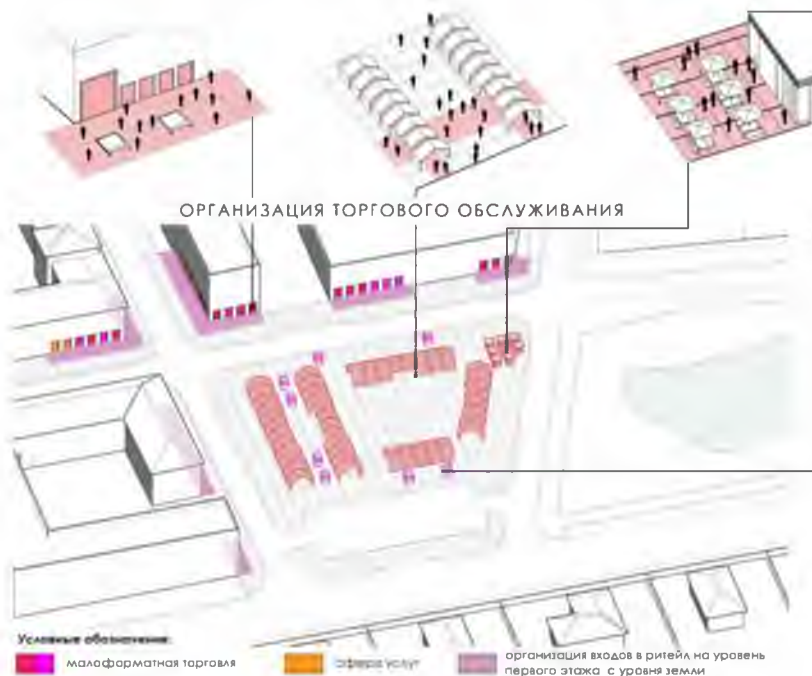 ОРГАНИЗАЦИЯ ТОРГОВОГО ОБСЛУЖИВАНИЯ
Условные обозначения:
малоформатная торговля
сфера услуг
организация входов в ритейл на уровень
первого этажа с уровня земли